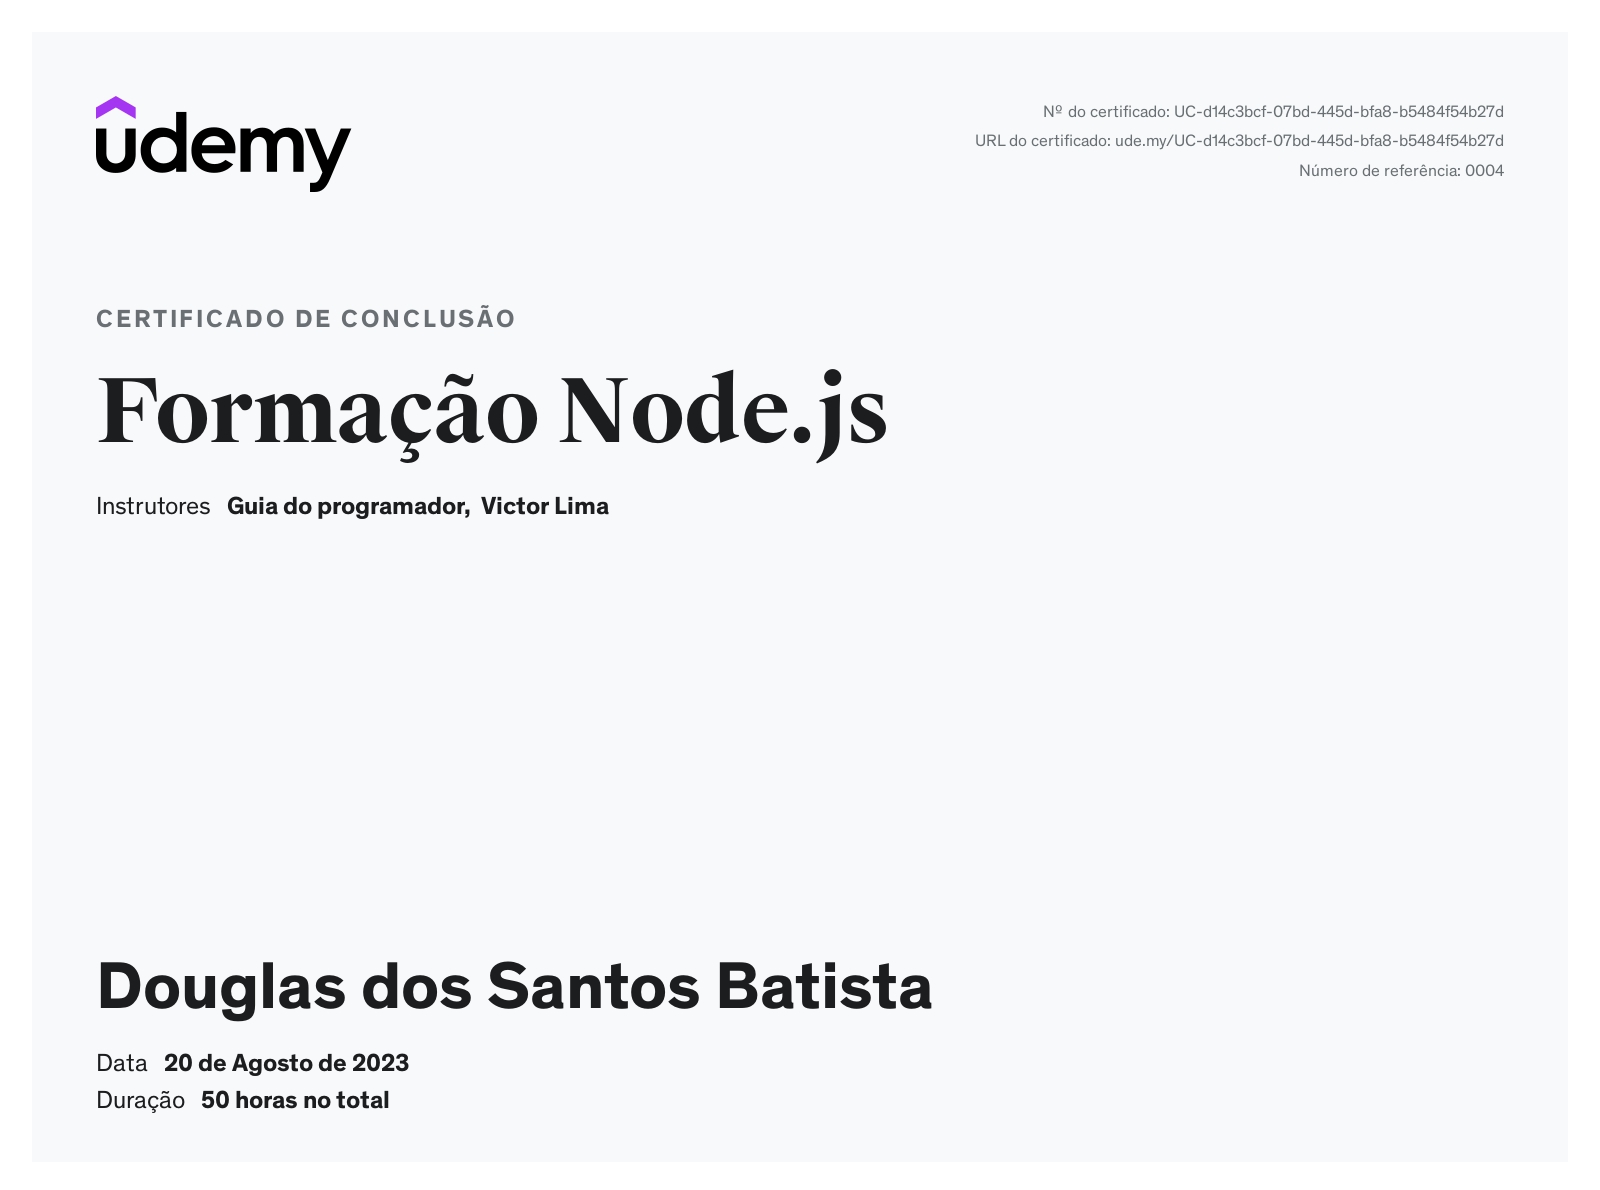 udemy
Nº do certificado: UC-d14c3bcf-07bd-445d-bfa8-b5484f54b27d
URL do certificado: ude.my/UC-d14c3bcf-07bd-445d-bfa8-b5484f54b27d
Número de referência: 0004
CERTIFICADO DE CONCLUSÃO
Formação Node.js
Instrutores Guia do programador, Victor Lima
Douglas dos Santos Batista
Data 20 de Agosto de 2023
Duração 50 horas no total